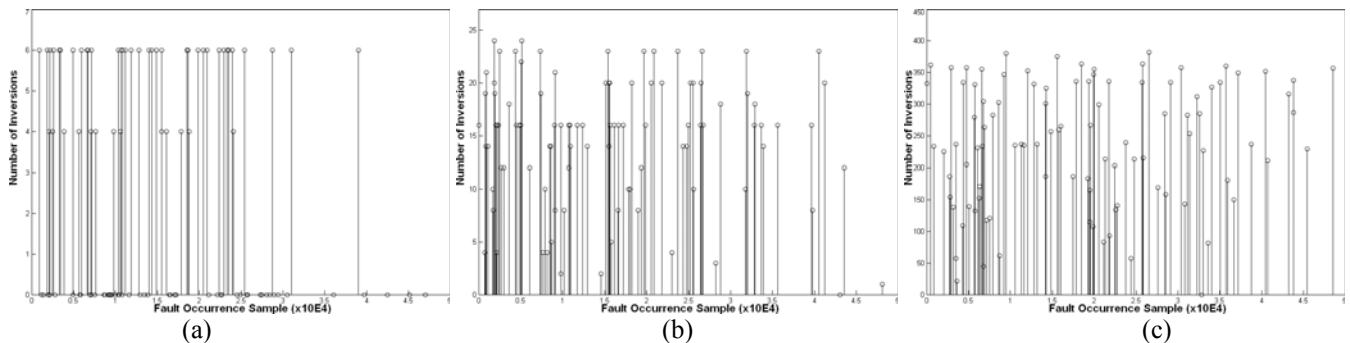 7
6
5
4
3
2
1
0
Number of Inversions
0 0.5 1 1.5 2 2.5 3 3.5 4 4.5 5
Fault Occurrence Sample (x10E4)
(a)
25
20
15
10
5
0
Number of Inversions
0 0.5 1 1.5 2 2.5 3 3.5 4 4.5 5
Fault Occurrence Sample (x10E4)
(b)
450
400
350
300
250
200
150
100
50
0
Number of Inversions
0 0.5 1 1.5 2 2.5 3 3.5 4 4.5 5
Fault Occurrence Sample (x10E4)
(c)